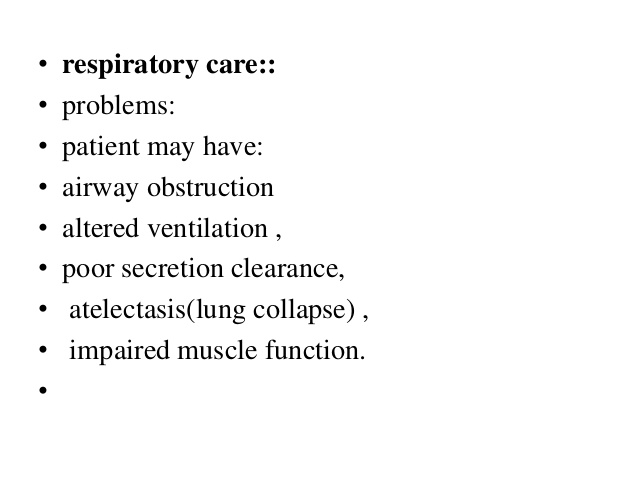 • respiratory care::
• problems:
• patient may have:
• airway obstruction
• altered ventilation ,
• poor secretion clearance,
• atelectasis(lung collapse) ,
• impaired muscle function.
•